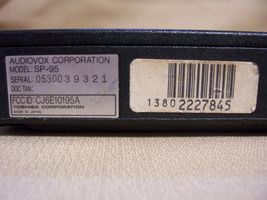 AUDIOVOX CORPORATION
MODEL: SP-95
SERIAL: 0530039321
DOC TAN:
FCC ID: CJ6E10195A
TOSHIBA CORPORATION
MADE IN JAPAN
1380 2227845